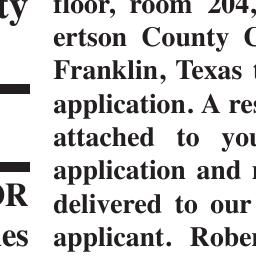 ty
OR
es
floor, room 204,
ertson County C
Franklin, Texas t
application. A res
attached to you
application and r
delivered to our
applicant. Rober